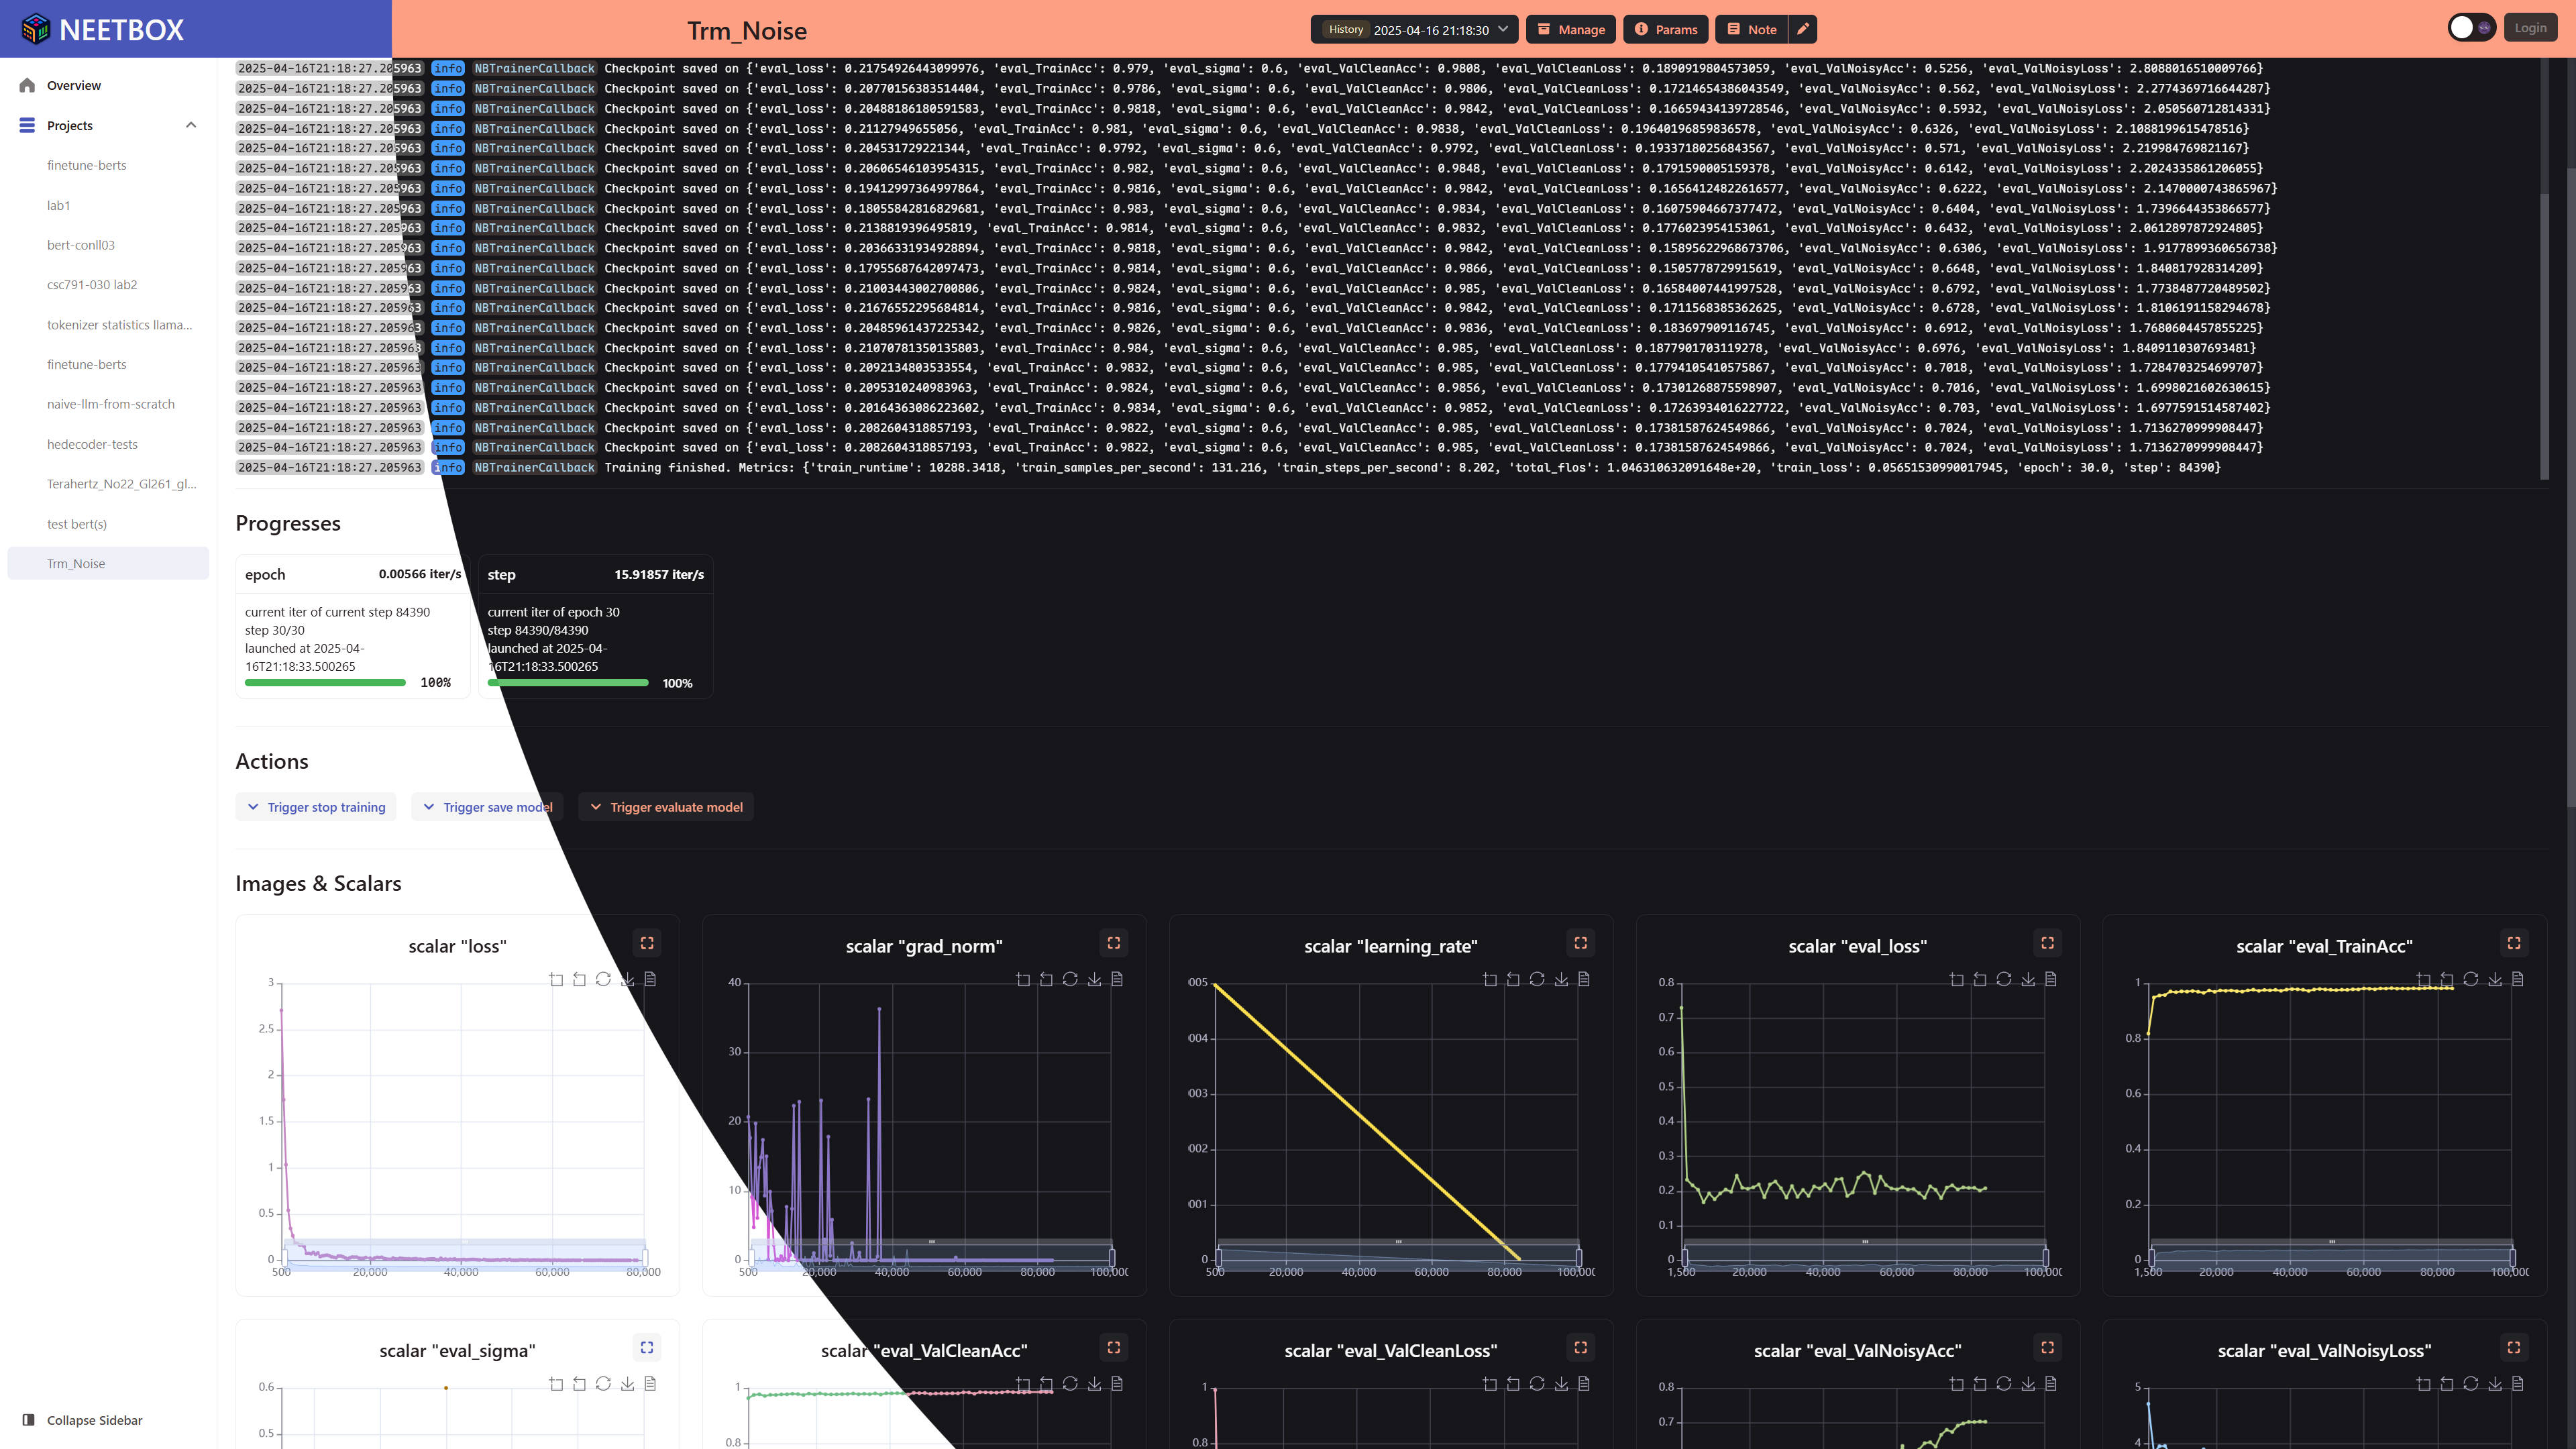 NEETBOX
Trm_Noise
History 2025-04-16 21:18:30
Manage
Params
Note
Login
Overview
Projects
finetune-berts
lab1
bert-conll03
csc791-030 lab2
tokenizer statistics llama...
finetune-berts
naive-llm-from-scratch
hedecoder-tests
Terahertz_No22_Gl261_gl...
test bert(s)
Trm_Noise
Collapse Sidebar
2025-04-16T21:18:27.205963 info NBTrainerCallback Checkpoint saved on {'eval_loss': 0.21754926443099976, 'eval_TrainAcc': 0.979, 'eval_sigma': 0.6, 'eval_ValCleanAcc': 0.9808, 'eval_ValCleanLoss': 0.1890919804573059, 'eval_ValNoisyAcc': 0.5256, 'eval_ValNoisyLoss': 2.8088016510009766}
2025-04-16T21:18:27.205963 info NBTrainerCallback Checkpoint saved on {'eval_loss': 0.20770156383514404, 'eval_TrainAcc': 0.9786, 'eval_sigma': 0.6, 'eval_ValCleanAcc': 0.9806, 'eval_ValCleanLoss': 0.17214654386043549, 'eval_ValNoisyAcc': 0.562, 'eval_ValNoisyLoss': 2.2774369716644287}
2025-04-16T21:18:27.205963 info NBTrainerCallback Checkpoint saved on {'eval_loss': 0.20488186180591583, 'eval_TrainAcc': 0.9818, 'eval_sigma': 0.6, 'eval_ValCleanAcc': 0.9842, 'eval_ValCleanLoss': 0.16659434139728546, 'eval_ValNoisyAcc': 0.5932, 'eval_ValNoisyLoss': 2.050560712814331}
2025-04-16T21:18:27.205963 info NBTrainerCallback Checkpoint saved on {'eval_loss': 0.21127949655056, 'eval_TrainAcc': 0.981, 'eval_sigma': 0.6, 'eval_ValCleanAcc': 0.9838, 'eval_ValCleanLoss': 0.19640196859836578, 'eval_ValNoisyAcc': 0.6326, 'eval_ValNoisyLoss': 2.1088199615478516}
2025-04-16T21:18:27.205963 info NBTrainerCallback Checkpoint saved on {'eval_loss': 0.204531729221344, 'eval_TrainAcc': 0.9792, 'eval_sigma': 0.6, 'eval_ValCleanAcc': 0.9792, 'eval_ValCleanLoss': 0.19337180256843567, 'eval_ValNoisyAcc': 0.571, 'eval_ValNoisyLoss': 2.219984769821167}
2025-04-16T21:18:27.205963 info NBTrainerCallback Checkpoint saved on {'eval_loss': 0.20606546103954315, 'eval_TrainAcc': 0.982, 'eval_sigma': 0.6, 'eval_ValCleanAcc': 0.9848, 'eval_ValCleanLoss': 0.1791590005159378, 'eval_ValNoisyAcc': 0.6142, 'eval_ValNoisyLoss': 2.2024335861206055}
2025-04-16T21:18:27.205963 info NBTrainerCallback Checkpoint saved on {'eval_loss': 0.19412997364997864, 'eval_TrainAcc': 0.9816, 'eval_sigma': 0.6, 'eval_ValCleanAcc': 0.9842, 'eval_ValCleanLoss': 0.16564124822616577, 'eval_ValNoisyAcc': 0.6222, 'eval_ValNoisyLoss': 2.1470000743865967}
2025-04-16T21:18:27.205963 info NBTrainerCallback Checkpoint saved on {'eval_loss': 0.18055842816829681, 'eval_TrainAcc': 0.983, 'eval_sigma': 0.6, 'eval_ValCleanAcc': 0.9834, 'eval_ValCleanLoss': 0.16075904667377472, 'eval_ValNoisyAcc': 0.6404, 'eval_ValNoisyLoss': 1.7396644353866577}
2025-04-16T21:18:27.205963 info NBTrainerCallback Checkpoint saved on {'eval_loss': 0.2138819396495819, 'eval_TrainAcc': 0.9814, 'eval_sigma': 0.6, 'eval_ValCleanAcc': 0.9832, 'eval_ValCleanLoss': 0.1776023954153061, 'eval_ValNoisyAcc': 0.6432, 'eval_ValNoisyLoss': 2.0612897872924805}
2025-04-16T21:18:27.205963 info NBTrainerCallback Checkpoint saved on {'eval_loss': 0.20366331934928894, 'eval_TrainAcc': 0.9818, 'eval_sigma': 0.6, 'eval_ValCleanAcc': 0.9842, 'eval_ValCleanLoss': 0.15895622968673706, 'eval_ValNoisyAcc': 0.6306, 'eval_ValNoisyLoss': 1.9177899360656738}
2025-04-16T21:18:27.205963 info NBTrainerCallback Checkpoint saved on {'eval_loss': 0.17955687642097473, 'eval_TrainAcc': 0.9814, 'eval_sigma': 0.6, 'eval_ValCleanAcc': 0.9866, 'eval_ValCleanLoss': 0.1505778729915619, 'eval_ValNoisyAcc': 0.6648, 'eval_ValNoisyLoss': 1.840817928314209}
2025-04-16T21:18:27.205963 info NBTrainerCallback Checkpoint saved on {'eval_loss': 0.21003443002700806, 'eval_TrainAcc': 0.9824, 'eval_sigma': 0.6, 'eval_ValCleanAcc': 0.985, 'eval_ValCleanLoss': 0.16584007441997528, 'eval_ValNoisyAcc': 0.6792, 'eval_ValNoisyLoss': 1.7738487720489502}
2025-04-16T21:18:27.205963 info NBTrainerCallback Checkpoint saved on {'eval_loss': 0.21676552295684814, 'eval_TrainAcc': 0.9816, 'eval_sigma': 0.6, 'eval_ValCleanAcc': 0.9842, 'eval_ValCleanLoss': 0.1711568385362625, 'eval_ValNoisyAcc': 0.6728, 'eval_ValNoisyLoss': 1.8106191158294678}
2025-04-16T21:18:27.205963 info NBTrainerCallback Checkpoint saved on {'eval_loss': 0.20485961437225342, 'eval_TrainAcc': 0.9826, 'eval_sigma': 0.6, 'eval_ValCleanAcc': 0.9836, 'eval_ValCleanLoss': 0.183697909116745, 'eval_ValNoisyAcc': 0.6912, 'eval_ValNoisyLoss': 1.7680604457855225}
2025-04-16T21:18:27.205963 info NBTrainerCallback Checkpoint saved on {'eval_loss': 0.21070781350135803, 'eval_TrainAcc': 0.984, 'eval_sigma': 0.6, 'eval_ValCleanAcc': 0.985, 'eval_ValCleanLoss': 0.1877901703119278, 'eval_ValNoisyAcc': 0.6976, 'eval_ValNoisyLoss': 1.8409110307693481}
2025-04-16T21:18:27.205963 info NBTrainerCallback Checkpoint saved on {'eval_loss': 0.2092134803533554, 'eval_TrainAcc': 0.9832, 'eval_sigma': 0.6, 'eval_ValCleanAcc': 0.985, 'eval_ValCleanLoss': 0.17794105410575867, 'eval_ValNoisyAcc': 0.7018, 'eval_ValNoisyLoss': 1.7284703254699707}
2025-04-16T21:18:27.205963 info NBTrainerCallback Checkpoint saved on {'eval_loss': 0.2095310240983963, 'eval_TrainAcc': 0.9824, 'eval_sigma': 0.6, 'eval_ValCleanAcc': 0.9856, 'eval_ValCleanLoss': 0.17301268875598907, 'eval_ValNoisyAcc': 0.7016, 'eval_ValNoisyLoss': 1.6998021602630615}
2025-04-16T21:18:27.205963 info NBTrainerCallback Checkpoint saved on {'eval_loss': 0.20164363086223602, 'eval_TrainAcc': 0.9834, 'eval_sigma': 0.6, 'eval_ValCleanAcc': 0.9852, 'eval_ValCleanLoss': 0.17263934016227722, 'eval_ValNoisyAcc': 0.703, 'eval_ValNoisyLoss': 1.6977591514587402}
2025-04-16T21:18:27.205963 info NBTrainerCallback Checkpoint saved on {'eval_loss': 0.2082604318857193, 'eval_TrainAcc': 0.9822, 'eval_sigma': 0.6, 'eval_ValCleanAcc': 0.985, 'eval_ValCleanLoss': 0.17381587624549866, 'eval_ValNoisyAcc': 0.7024, 'eval_ValNoisyLoss': 1.7136270999908447}
2025-04-16T21:18:27.205963 info NBTrainerCallback Checkpoint saved on {'eval_loss': 0.2082604318857193, 'eval_TrainAcc': 0.9822, 'eval_sigma': 0.6, 'eval_ValCleanAcc': 0.985, 'eval_ValCleanLoss': 0.17381587624549866, 'eval_ValNoisyAcc': 0.7024, 'eval_ValNoisyLoss': 1.7136270999908447}
2025-04-16T21:18:27.205963 info NBTrainerCallback Training finished. Metrics: {'train_runtime': 10288.3418, 'train_samples_per_second': 131.216, 'train_steps_per_second': 8.202, 'total_flos': 1.046310632091648e+20, 'train_loss': 0.05651530990017945, 'epoch': 30.0, 'step': 84390}
Progresses
epoch 0.00566 iter/s
current iter of current step 84390
step 30/30
launched at 2025-04-
16T21:18:33.500265
100%
step 15.91857 iter/s
current iter of epoch 30
step 84390/84390
launched at 2025-04-
16T21:18:33.500265
100%
Actions
Trigger stop training
Trigger save model
Trigger evaluate model
Images & Scalars
scalar "loss"
3
2.5
2
1.5
1
0.5
0
500 20,000 40,000 60,000 80,000
scalar "grad_norm"
40
30
20
10
0
500 20,000 40,000 60,000 80,000 100,000
scalar "learning_rate"
005
004
003
002
001
0
500 20,000 40,000 60,000 80,000 100,000
scalar "eval_loss"
0.8
0.7
0.6
0.5
0.4
0.3
0.2
0.1
0
1,500 20,000 40,000 60,000 80,000 100,000
scalar "eval_TrainAcc"
1
0.8
0.6
0.4
0.2
0
1,500 20,000 40,000 60,000 80,000 100,000
scalar "eval_sigma"
0.6
0.5
scalar "eval_ValCleanAcc"
1
0.8
scalar "eval_ValCleanLoss"
1
0.8
scalar "eval_ValNoisyAcc"
0.8
0.7
scalar "eval_ValNoisyLoss"
5
4